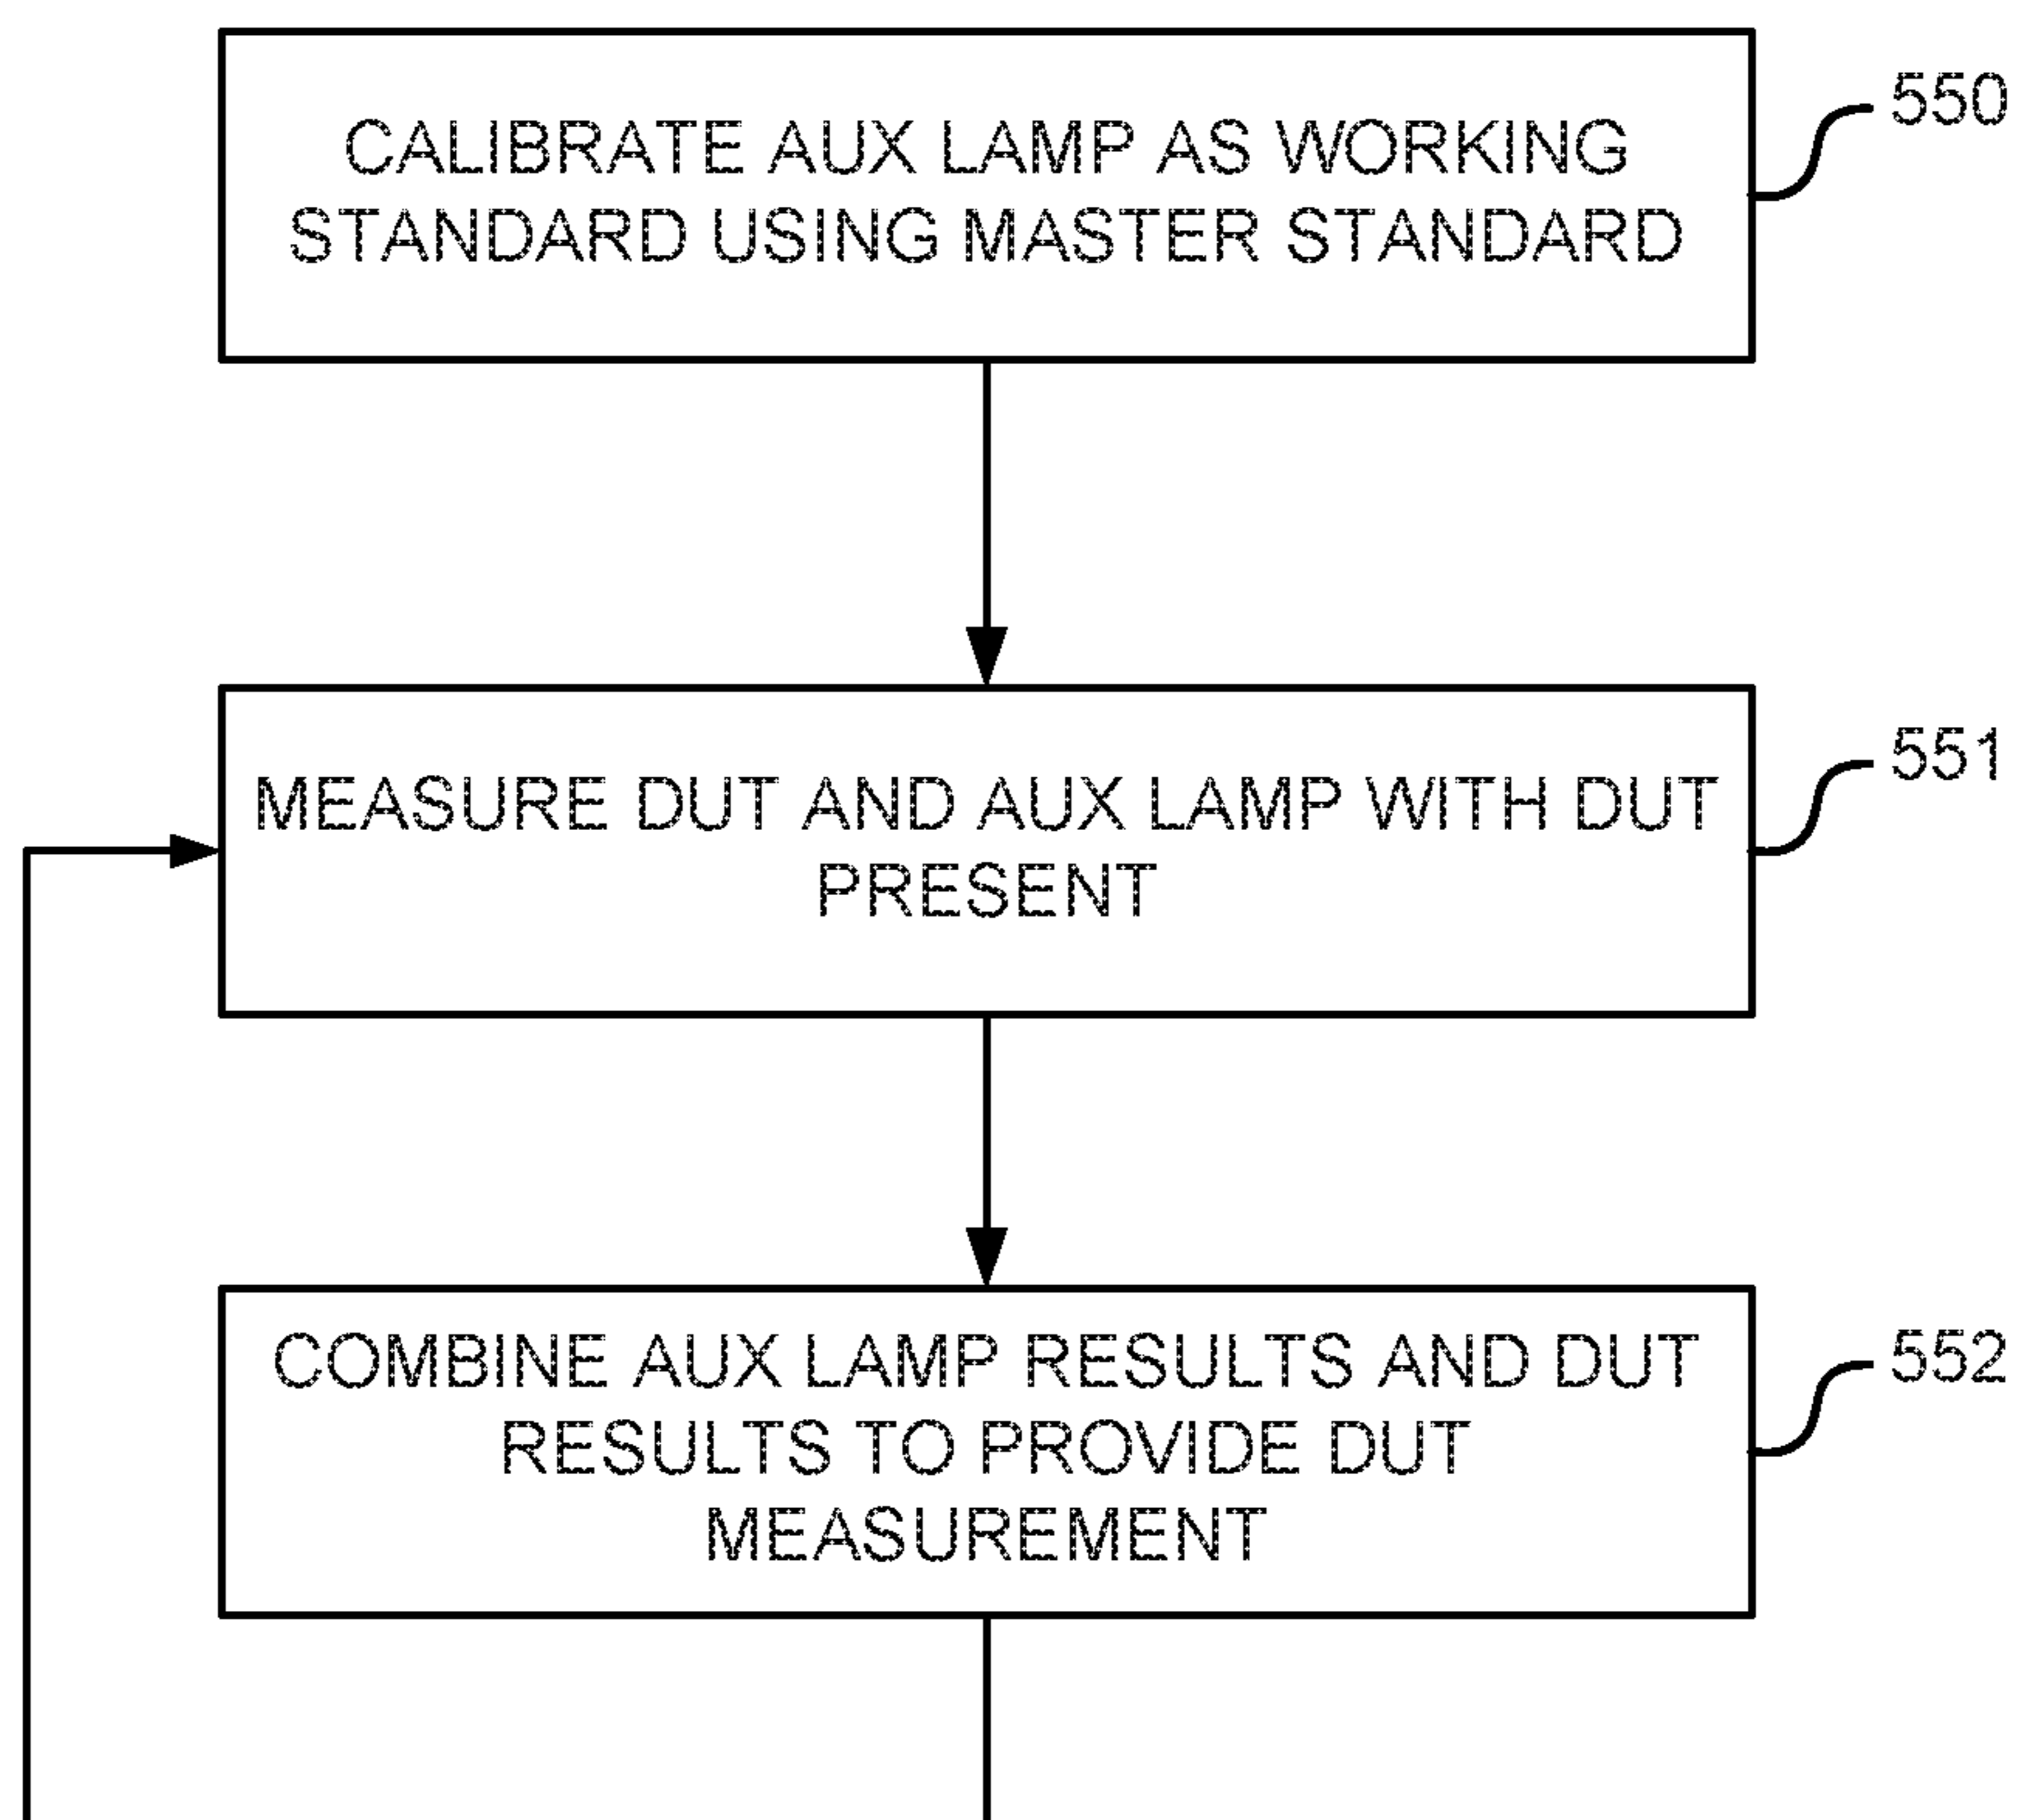 CALIBRATE AUX LAMP AS WORKING
STANDARD USING MASTER STANDARD
550
MEASURE DUT AND AUX LAMP WITH DUT
PRESENT
551
COMBINE AUX LAMP RESULTS AND DUT
RESULTS TO PROVIDE DUT
MEASUREMENT
552